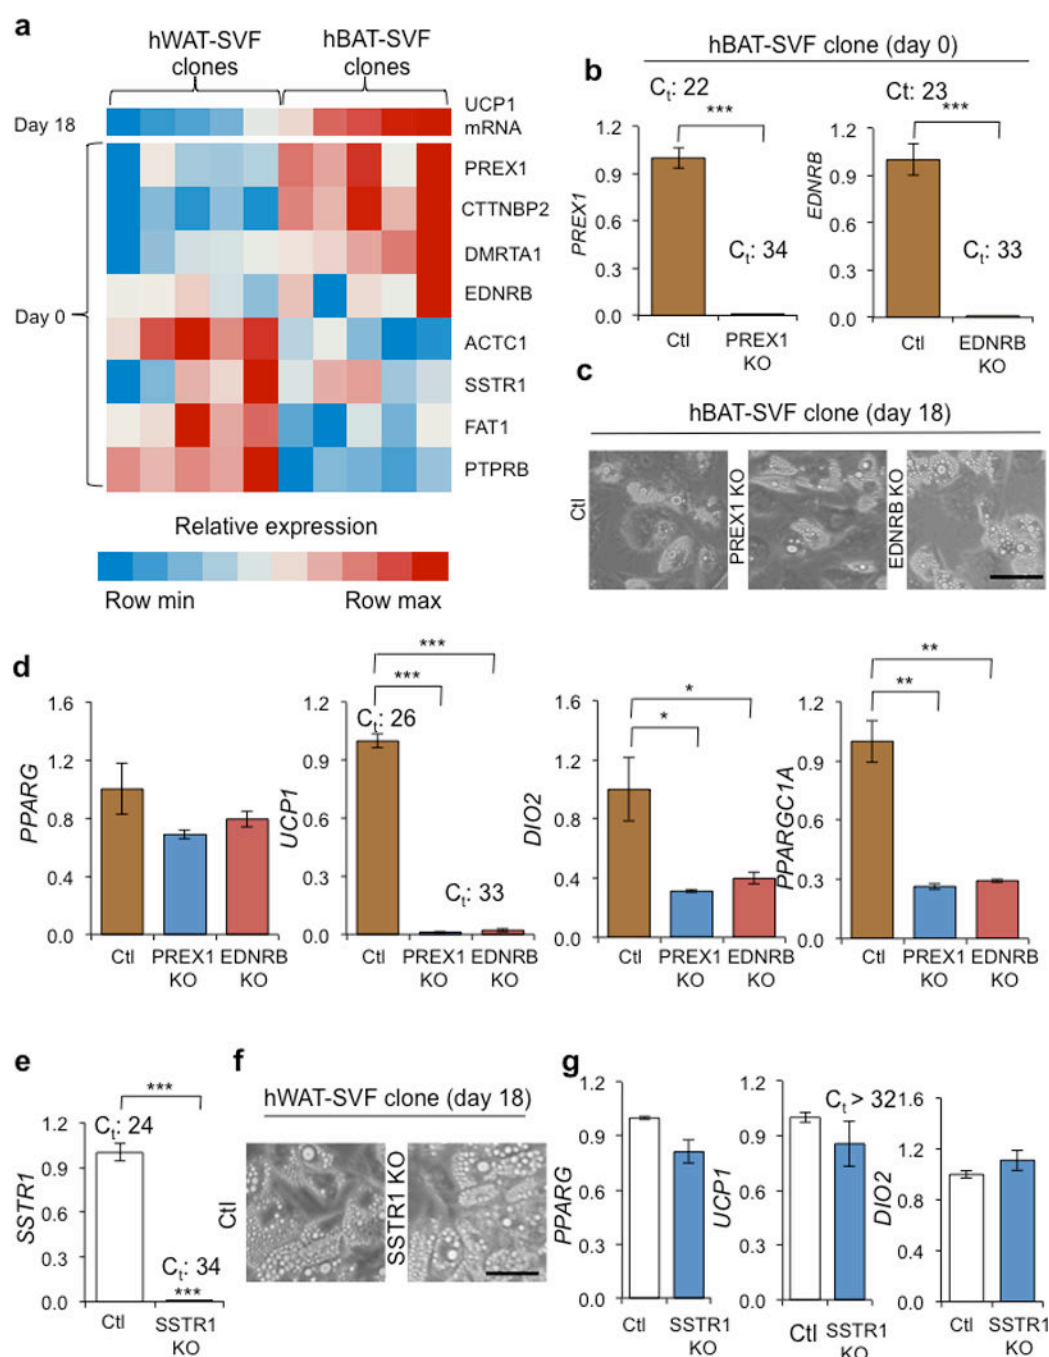 a
hWAT-SVF
clones
hBAT-SVF
clones
Day 18
UCP1
mRNA
Day 0
PREX1
CTTNBP2
DMRTA1
EDNRB
ACTC1
SSTR1
FAT1
PTPRB
Relative expression
Row min
Row max
b
hBAT-SVF clone (day 0)
Ct: 22
***
1.2
0.9
0.6
0.3
0.0
PREX1
Ct: 34
Ctl
PREX1
KO
Ct: 23
***
1.2
0.9
0.6
0.3
0.0
EDNRB
Ct: 33
Ctl
EDNRB
KO
c
hBAT-SVF clone (day 18)
Ctl
PREX1 KO
EDNRB KO
d
1.6
1.2
0.8
0.4
0.0
PPARG
Ctl
PREX1
KO
EDNRB
KO
***
***
1.2
0.9
0.6
0.3
0.0
UCP1
Ct: 26
Ct: 33
Ctl
PREX1
KO
EDNRB
KO
*
*
1.6
1.2
0.8
0.4
0.0
DIO2
Ctl
PREX1
KO
EDNRB
KO
**
**
1.2
0.9
0.6
0.3
0.0
PPARGC1A
Ctl
PREX1
KO
EDNRB
KO
e
***
1.2
0.9
0.6
0.3
0.0
SSTR1
Ct: 24
Ct: 34
***
Ctl
SSTR1
KO
f
hWAT-SVF clone (day 18)
Ctl
SSTR1 KO
g
1.2
0.9
0.6
0.3
0.0
PPARG
Ctl
SSTR1
KO
1.2
0.9
0.6
0.3
0.0
UCP1
Ct > 32
Ctl
SSTR1
KO
1.6
1.2
0.8
0.4
0.0
DIO2
Ctl
SSTR1
KO